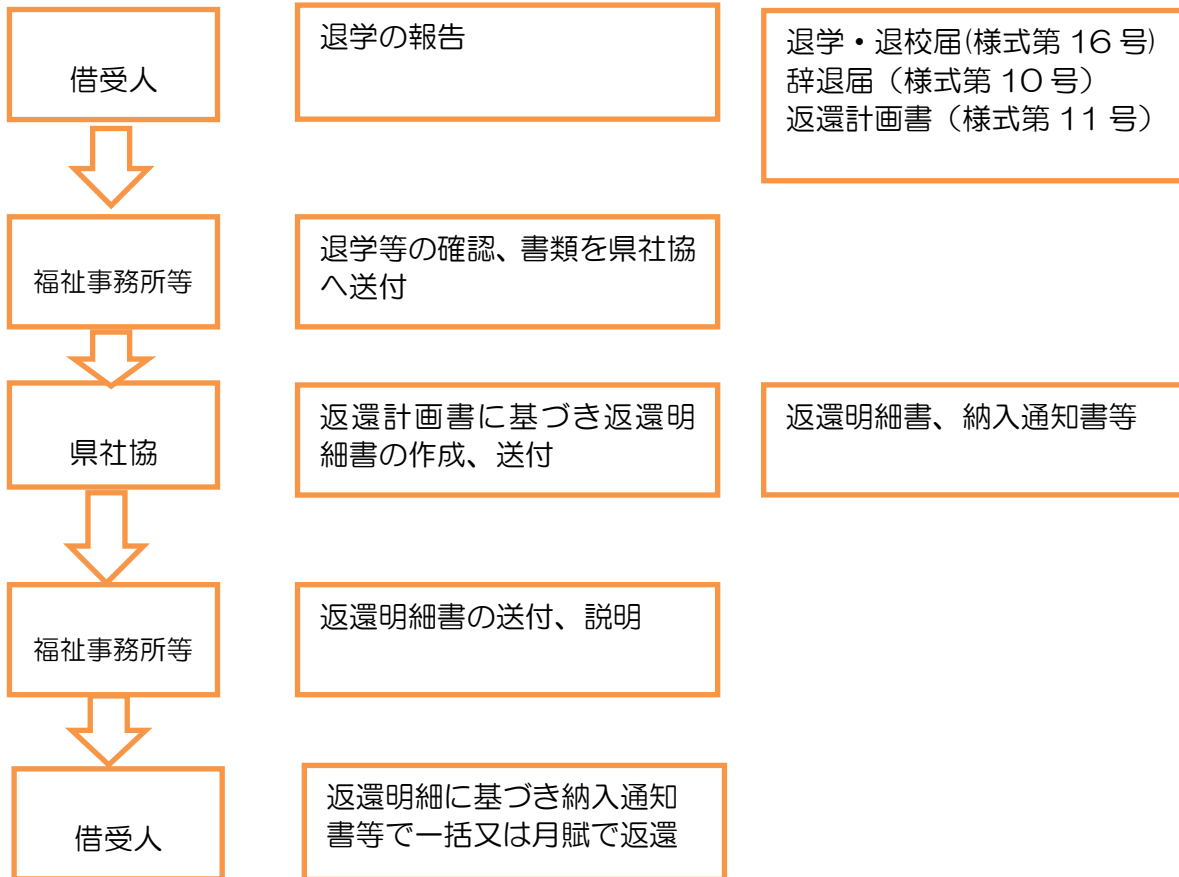 借受人
退学の報告
退学・退校届(様式第 16 号)
辞退届（様式第 10 号）
返還計画書（様式第 11 号）
福祉事務所等
退学等の確認、書類を県社協
へ送付
県社協
返還計画書に基づき返還明
細書の作成、送付
返還明細書、納入通知書等
福祉事務所等
返還明細書の送付、説明
借受人
返還明細に基づき納入通知
書等で一括又は月賦で返還